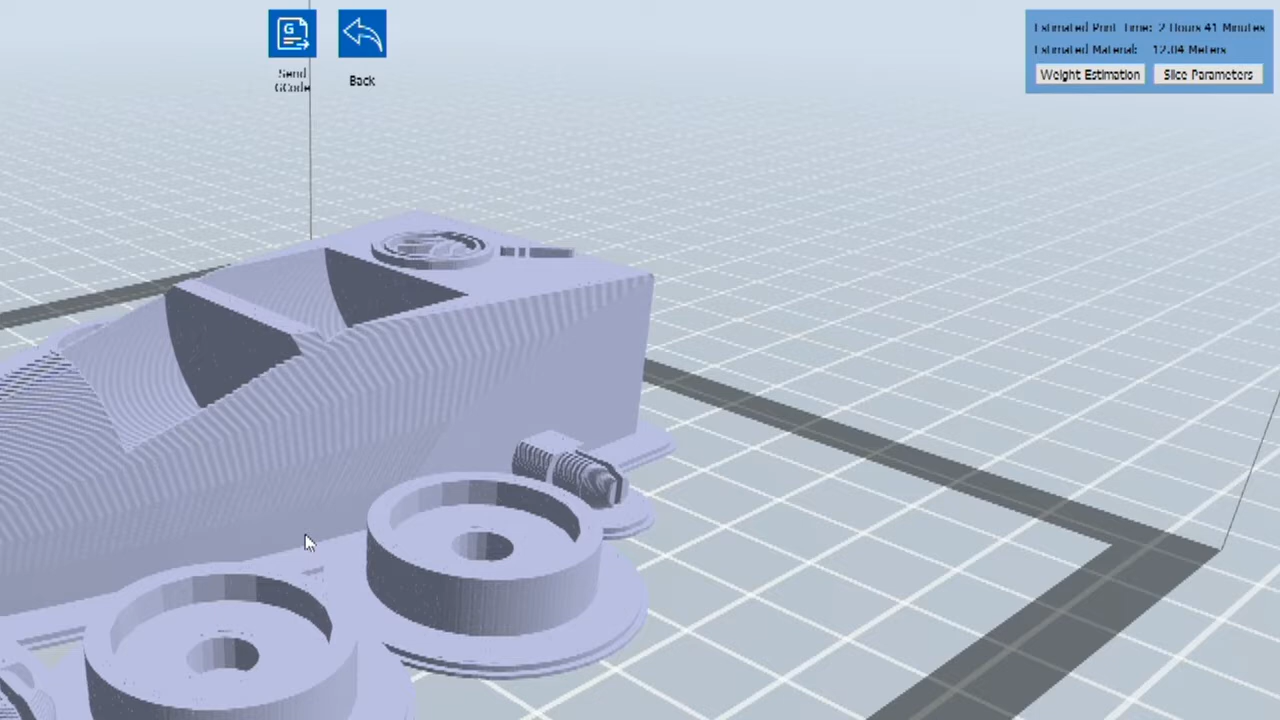 Send
GCode
Back
Estimated Print Time: 2 Hours 41 Minutes
Estimated Material: 12.04 Meters
Weight Estimation
Slice Parameters